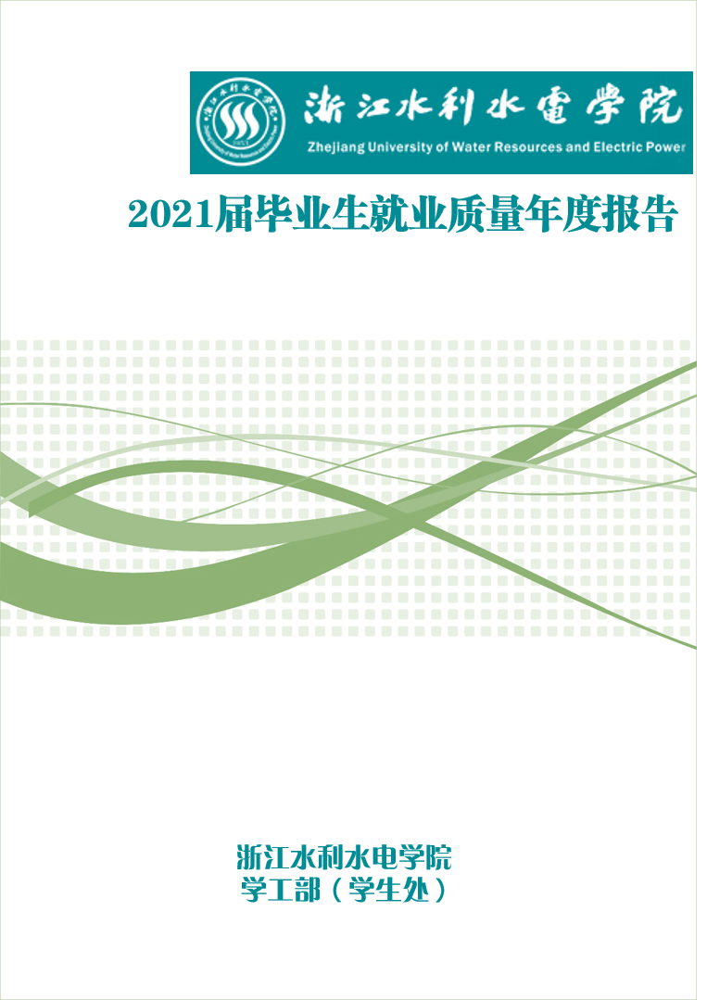 浙江水利水電學院
Zhejiang University of Water Resources and Electric Power
2021届毕业生就业质量年度报告
浙江水利水电学院
学工部（学生处）